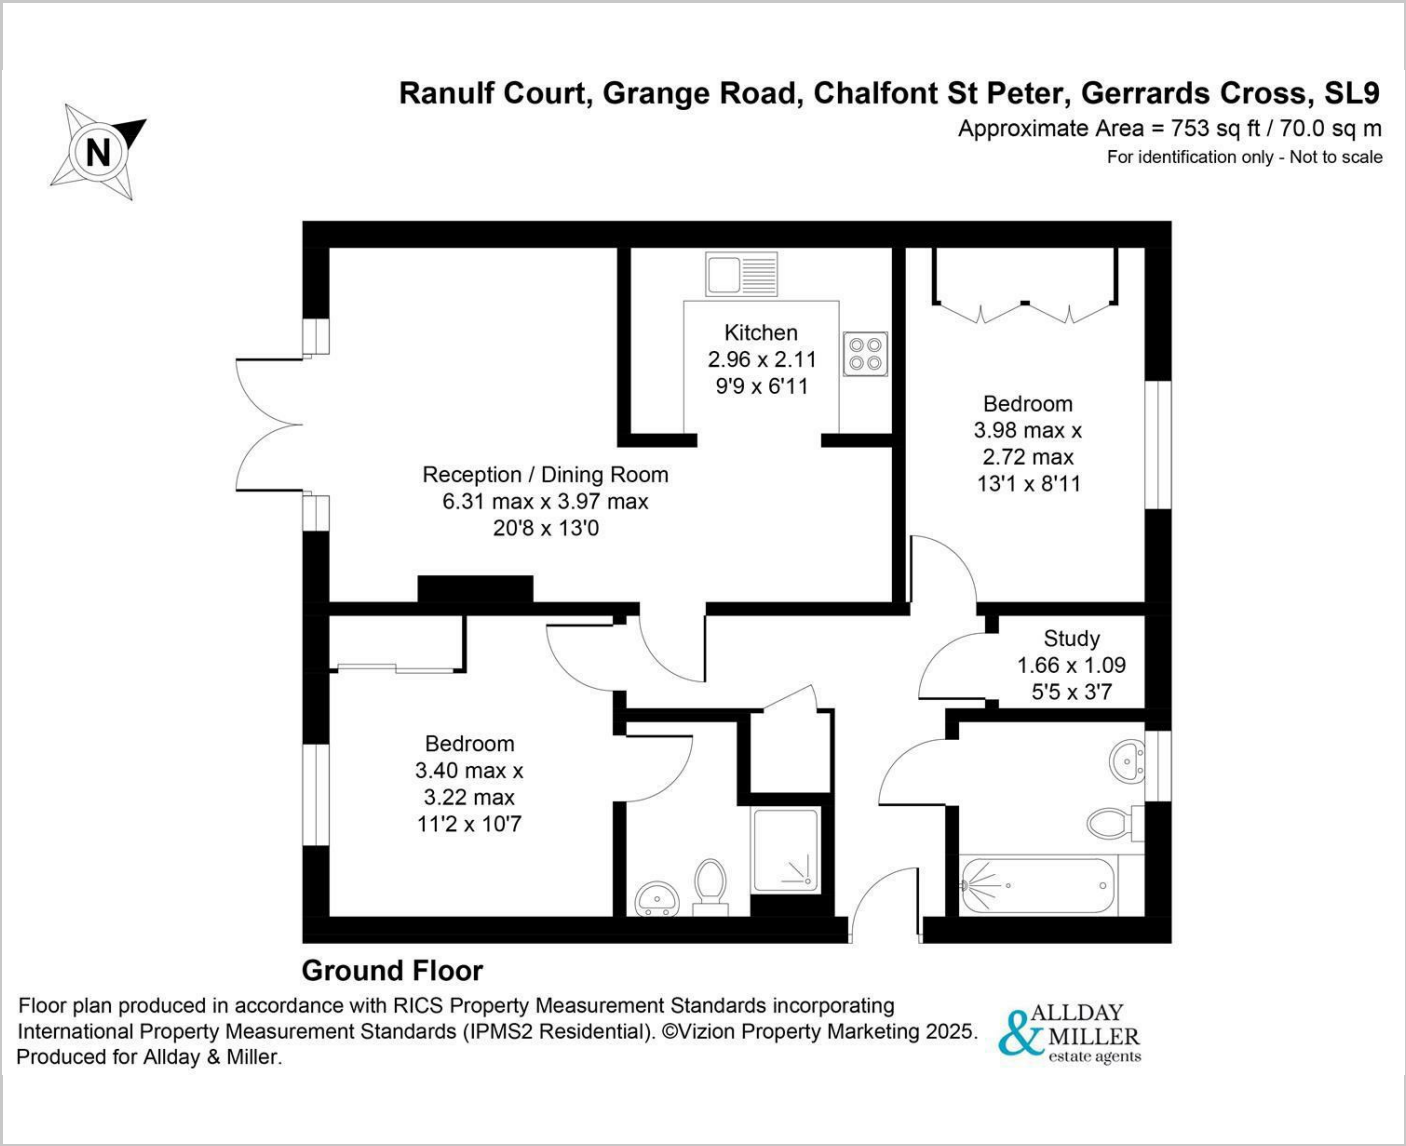 Ranulf Court, Grange Road, Chalfont St Peter, Gerrards Cross, SL9
Approximate Area = 753 sq ft / 70.0 sq m
For identification only - Not to scale
N
Kitchen
2.96 x 2.11
9'9 x 6'11
Bedroom
3.98 max x
2.72 max
13'1 x 8'11
Reception / Dining Room
6.31 max x 3.97 max
20'8 x 13'0
Study
1.66 x 1.09
5'5 x 3'7
Bedroom
3.40 max x
3.22 max
11'2 x 10'7
Ground Floor
Floor plan produced in accordance with RICS Property Measurement Standards incorporating
International Property Measurement Standards (IPMS2 Residential). ©Vizion Property Marketing 2025.
Produced for Allday & Miller.
ALLDAY
& MILLER
estate agents